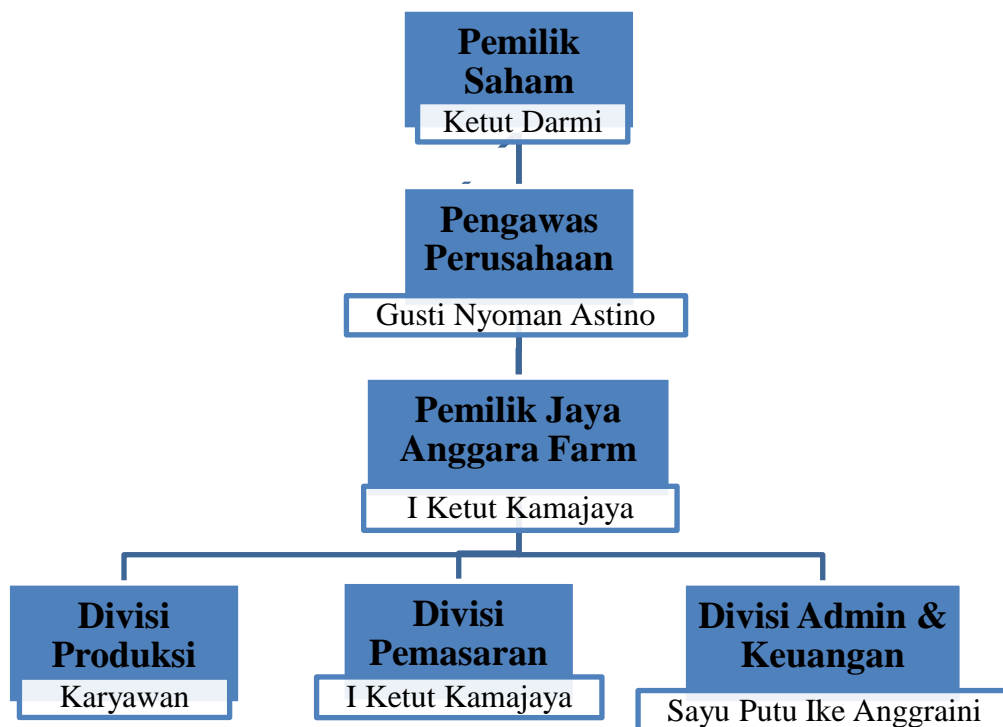 Pemilik
Saham
Ketut Darmi
Pengawas
Perusahaan
Gusti Nyoman Astino
Pemilik Jaya
Anggara Farm
I Ketut Kamajaya
Divisi
Produksi
Karyawan
Divisi
Pemasaran
I Ketut Kamajaya
Divisi Admin &
Keuangan
Sayu Putu Ike Anggraini